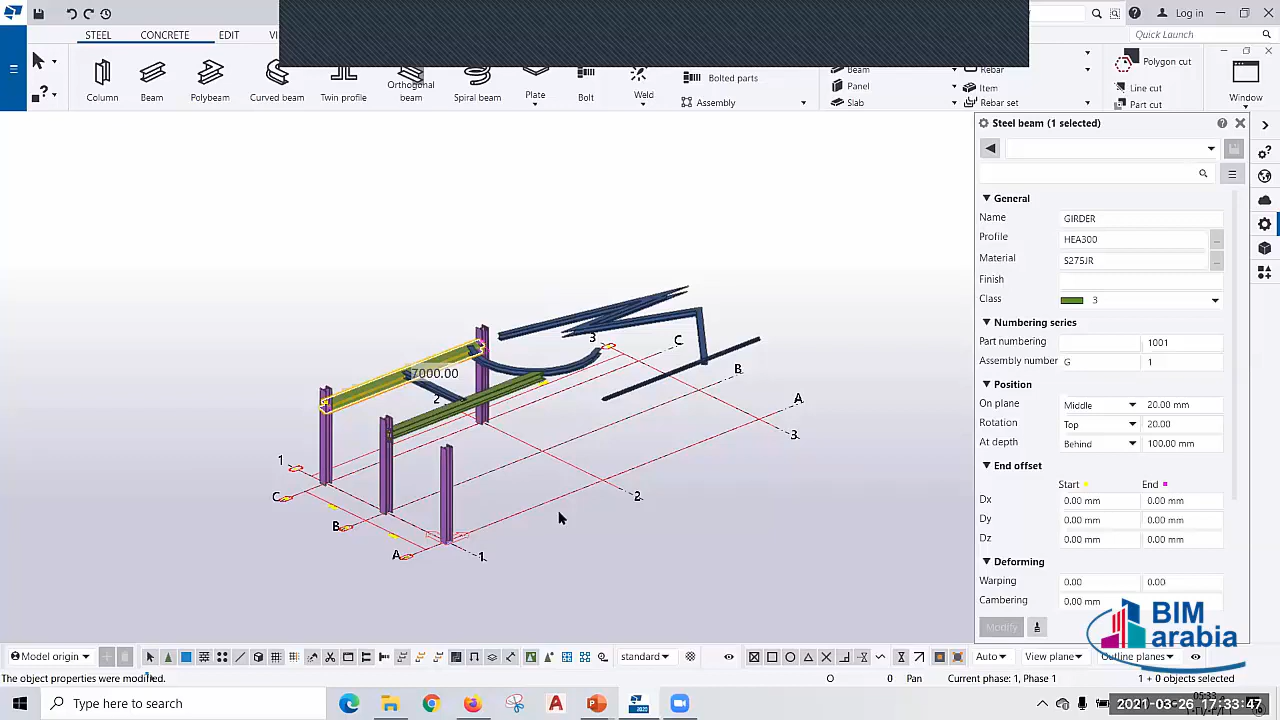 Log in
STEEL CONCRETE EDIT
Quick Launch
Column Beam Polybeam Curved beam Twin profile Orthogonal beam Spiral beam Plate Bolt Weld
Bolted parts
Assembly
Beam
Panel
Slab
Rebar
Item
Rebar set
Polygon cut
Line cut
Part cut
Window
Steel beam (1 selected)
General
Name GIRDER
Profile HEA300
Material S275JR
Finish
Class 3
Numbering series
Part numbering 1001
Assembly number G 1
Position
On plane Middle 20.00 mm
Rotation Top 20.00
At depth Behind 100.00 mm
End offset
Start End
Dx 0.00 mm 0.00 mm
Dy 0.00 mm 0.00 mm
Dz 0.00 mm 0.00 mm
Deforming
Warping 0.00 0.00
Cambering 0.00 mm
Modify
BIM
arabia
3 C
7000.00 B
2 A
3
1
C 2
B
A 1
Model origin standard Auto View plane Outline planes
The object properties were modified. O 0 Pan Current phase: 1, Phase 1 1 + 0 objects selected
Type here to search
2021-03-26 17:33:47